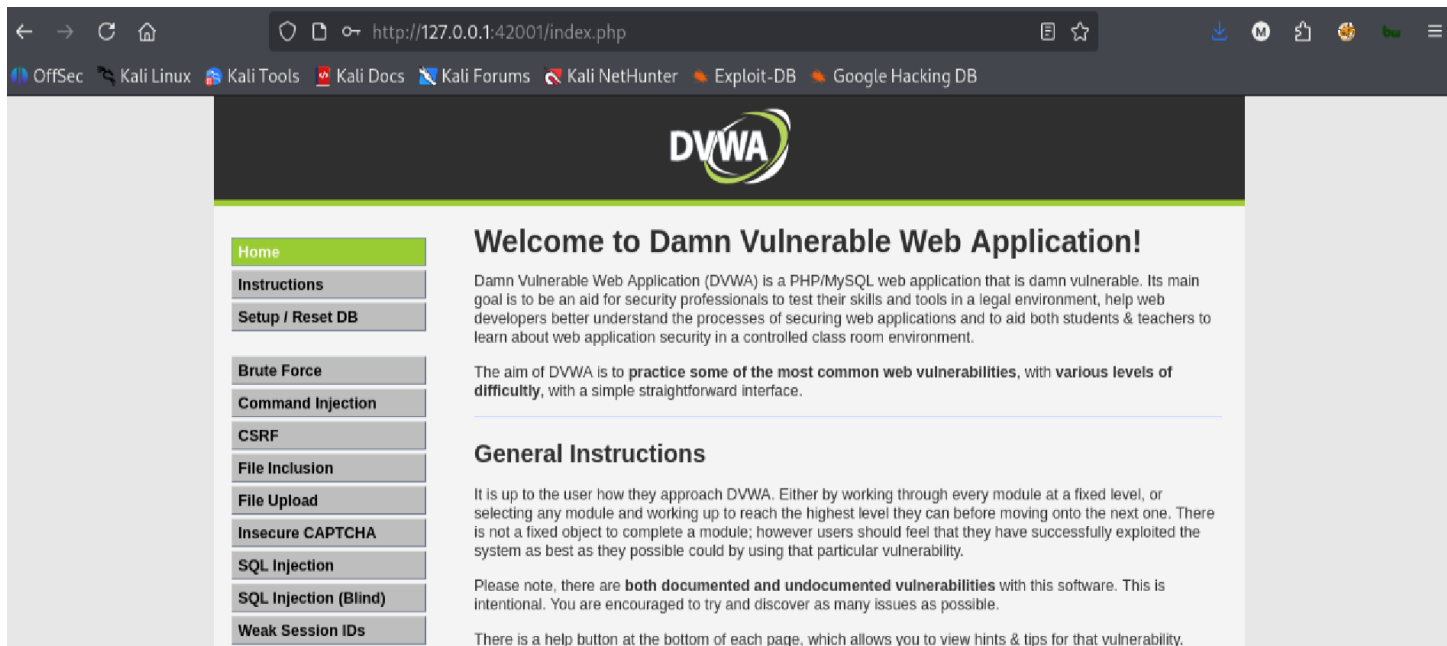 http://127.0.0.1:42001/index.php
OffSec Kali Linux Kali Tools Kali Docs Kali Forums Kali NetHunter Exploit-DB Google Hacking DB
DVWA
Home
Instructions
Setup / Reset DB
Brute Force
Command Injection
CSRF
File Inclusion
File Upload
Insecure CAPTCHA
SQL Injection
SQL Injection (Blind)
Weak Session IDs
Welcome to Damn Vulnerable Web Application!
Damn Vulnerable Web Application (DVWA) is a PHP/MySQL web application that is damn vulnerable. Its main
goal is to be an aid for security professionals to test their skills and tools in a legal environment, help web
developers better understand the processes of securing web applications and to aid both students & teachers to
learn about web application security in a controlled class room environment.
The aim of DVWA is to practice some of the most common web vulnerabilities, with various levels of
difficultly, with a simple straightforward interface.
General Instructions
It is up to the user how they approach DVWA. Either by working through every module at a fixed level, or
selecting any module and working up to reach the highest level they can before moving onto the next one. There
is not a fixed object to complete a module; however users should feel that they have successfully exploited the
system as best as they possible could by using that particular vulnerability.
Please note, there are both documented and undocumented vulnerabilities with this software. This is
intentional. You are encouraged to try and discover as many issues as possible.
There is a help button at the bottom of each page, which allows you to view hints & tips for that vulnerability.